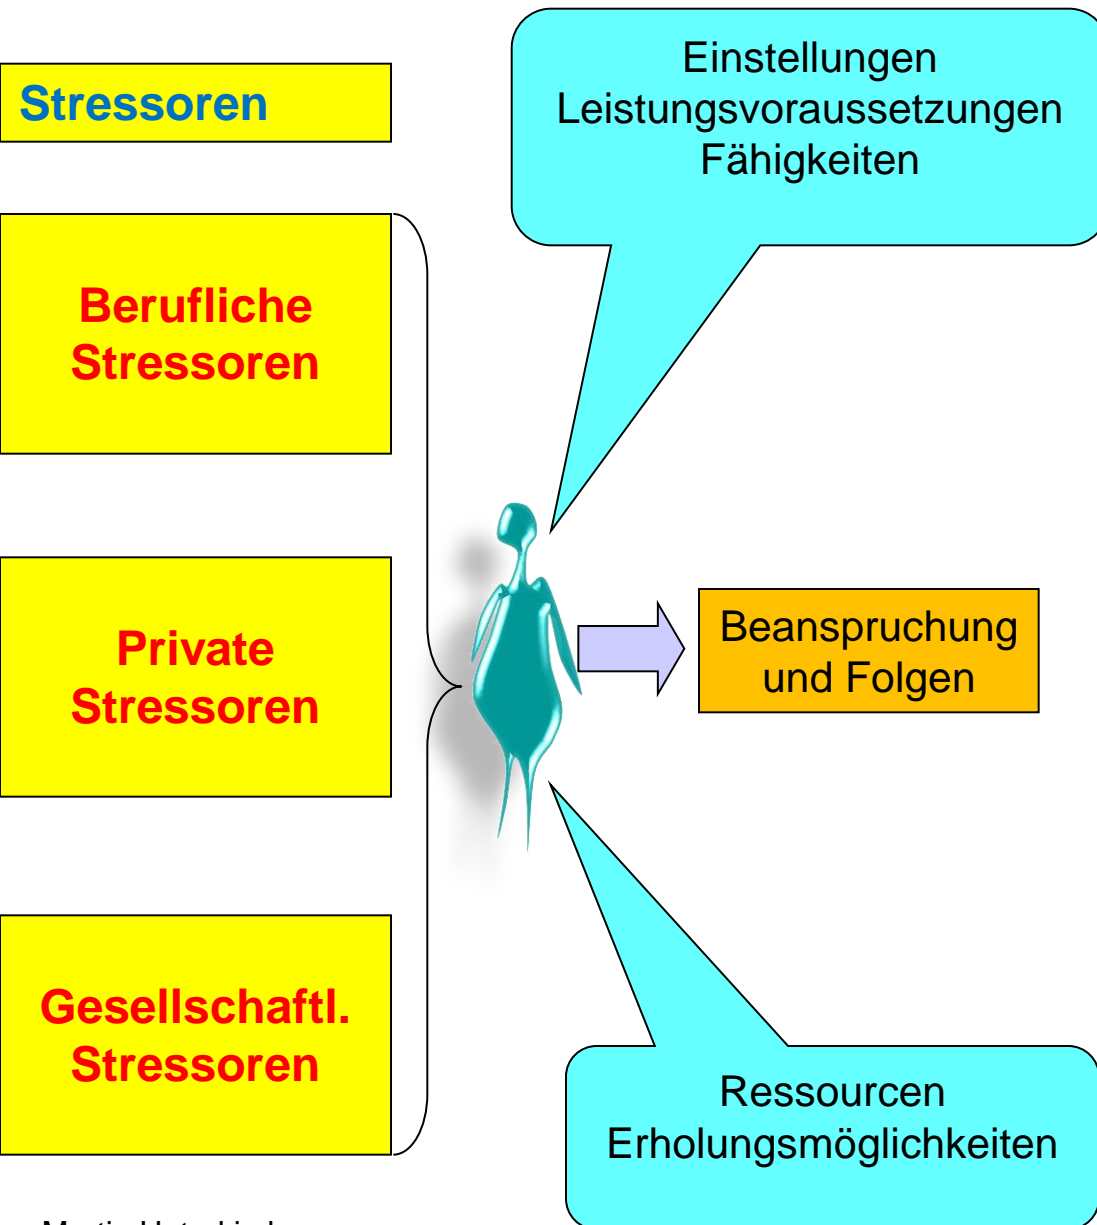 Stressoren
Berufliche
Stressoren
Private
Stressoren
Gesellschaftl.
Stressoren
Einstellungen
Leistungsvoraussetzungen
Fähigkeiten
Beanspruchung
und Folgen
Ressourcen
Erholungsmöglichkeiten